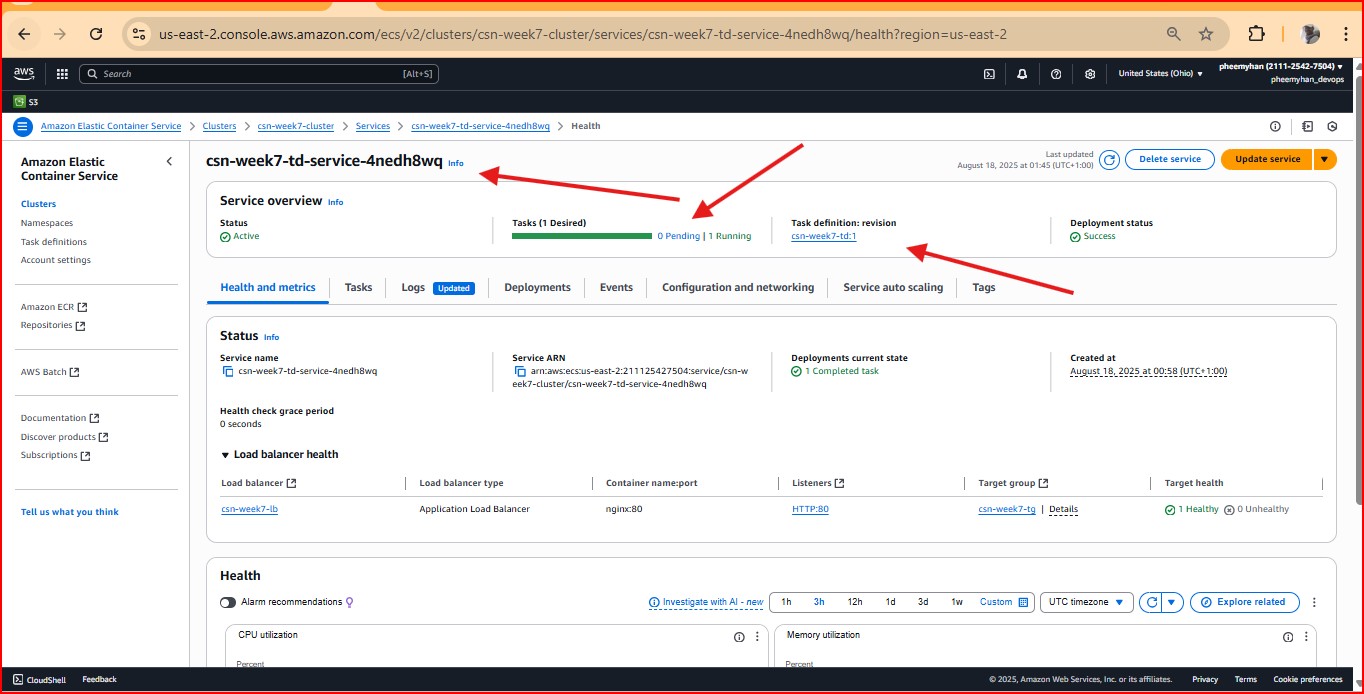 us-east-2.console.aws.amazon.com/ecs/v2/clusters/csn-week7-cluster/services/csn-week7-td-service-4nedh8wq/health?region=us-east-2
aws
Search [Alt+S]
United States (Ohio)
pheemyhan (2111-2542-7504)
pheemyhan_devops
S3
Amazon Elastic Container Service
Clusters
csn-week7-cluster
Services
csn-week7-td-service-4nedh8wq
Health
Amazon Elastic
Container Service
Clusters
Namespaces
Task definitions
Account settings
Amazon ECR
Repositories
AWS Batch
Documentation
Discover products
Subscriptions
Tell us what you think
csn-week7-td-service-4nedh8wq Info
Last updated
August 18, 2025 at 01:45 (UTC+1:00)
Delete service
Update service
Service overview Info
Status
Active
Tasks (1 Desired)
0 Pending | 1 Running
Task definition: revision
csn-week7-td:1
Deployment status
Success
Health and metrics
Tasks
Logs Updated
Deployments
Events
Configuration and networking
Service auto scaling
Tags
Status Info
Service name
csn-week7-td-service-4nedh8wq
Service ARN
arn:aws:ecs:us-east-2:211125427504:service/csn-w
eek7-cluster/csn-week7-td-service-4nedh8wq
Deployments current state
1 Completed task
Created at
August 18, 2025 at 00:58 (UTC+1:00)
Health check grace period
0 seconds
Load balancer health
Load balancer
Load balancer type
Container name:port
Listeners
Target group
Target health
csn-week7-lb
Application Load Balancer
nginx:80
HTTP:80
csn-week7-tg | Details
1 Healthy 0 Unhealthy
Health
Alarm recommendations
Investigate with AI - new
1h 3h 12h 1d 3d 1w Custom
UTC timezone
Explore related
CPU utilization
Percent
Memory utilization
Percent
CloudShell
Feedback
© 2025, Amazon Web Services, Inc. or its affiliates.
Privacy
Terms
Cookie preferences